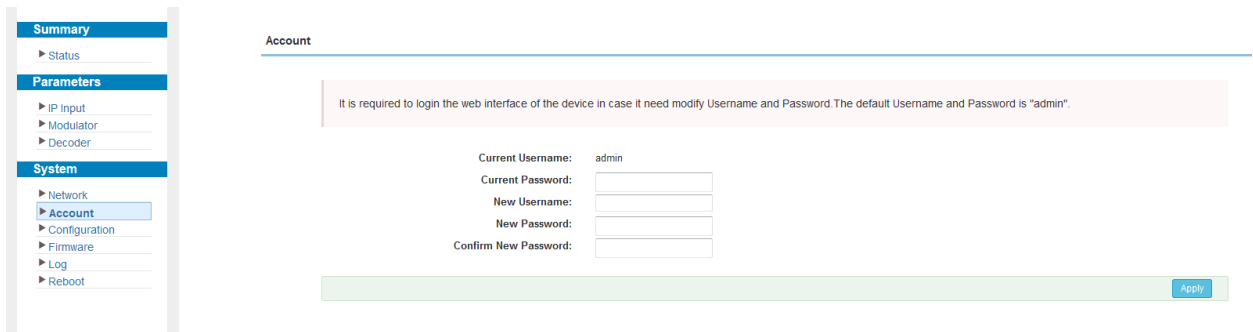 Summary
Status
Parameters
IP Input
Modulator
Decoder
System
Network
Account
Configuration
Firmware
Log
Reboot
Account
It is required to login the web interface of the device in case it need modify Username and Password.The default Username and Password is "admin".
Current Username: admin
Current Password:
New Username:
New Password:
Confirm New Password:
Apply